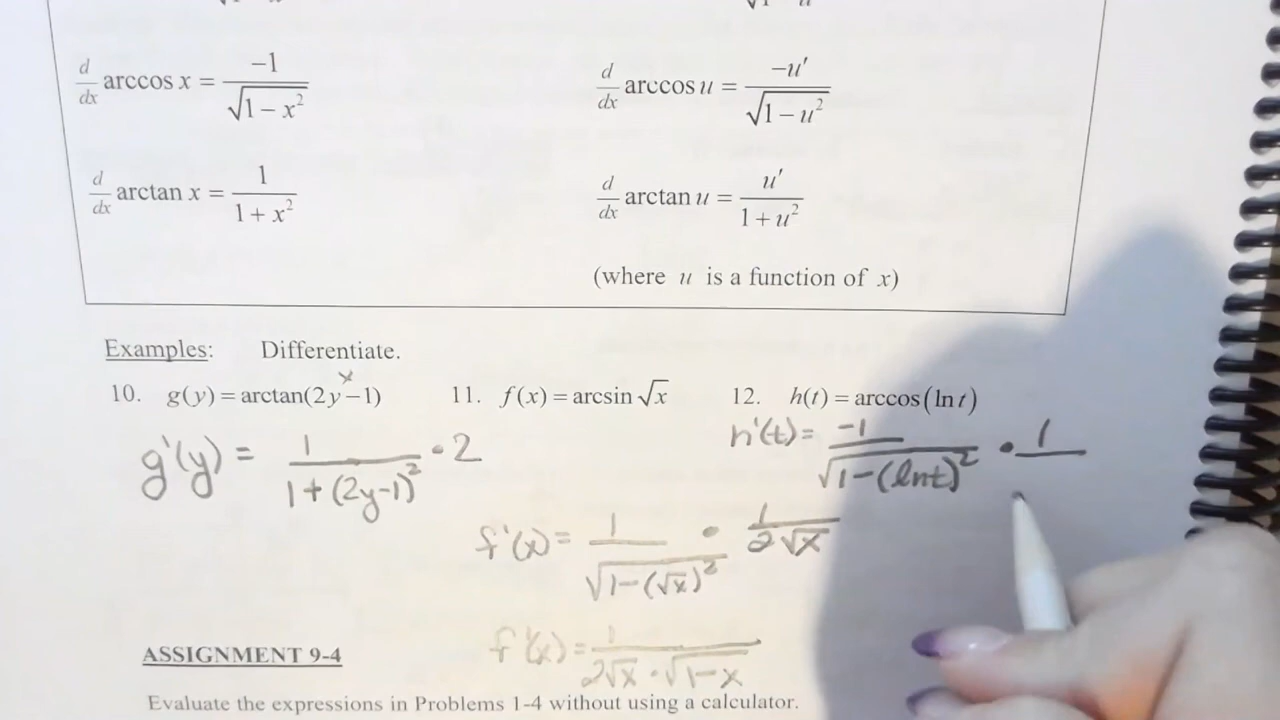 d/dx arccos x = -1/√(1 − x²)
d/dx arccos u = -u'/√(1 − u²)
d/dx arctan x = 1/(1 + x²)
d/dx arctan u = u'/(1 + u²)
(where u is a function of x)
Examples: Differentiate.
x
10. g(y) = arctan(2y − 1) 11. f(x) = arcsin √x 12. h(t) = arccos(ln t)
g'(y) = 1/(1 + (2y-1)²) · 2
h'(t) = -1/√(1-(ln t)²) · 1/
f'(x) = 1/√(1-(√x)²) · 1/(2√x)
f'(x) = 1/(2√x · √(1-x))
ASSIGNMENT 9-4
Evaluate the expressions in Problems 1-4 without using a calculator.